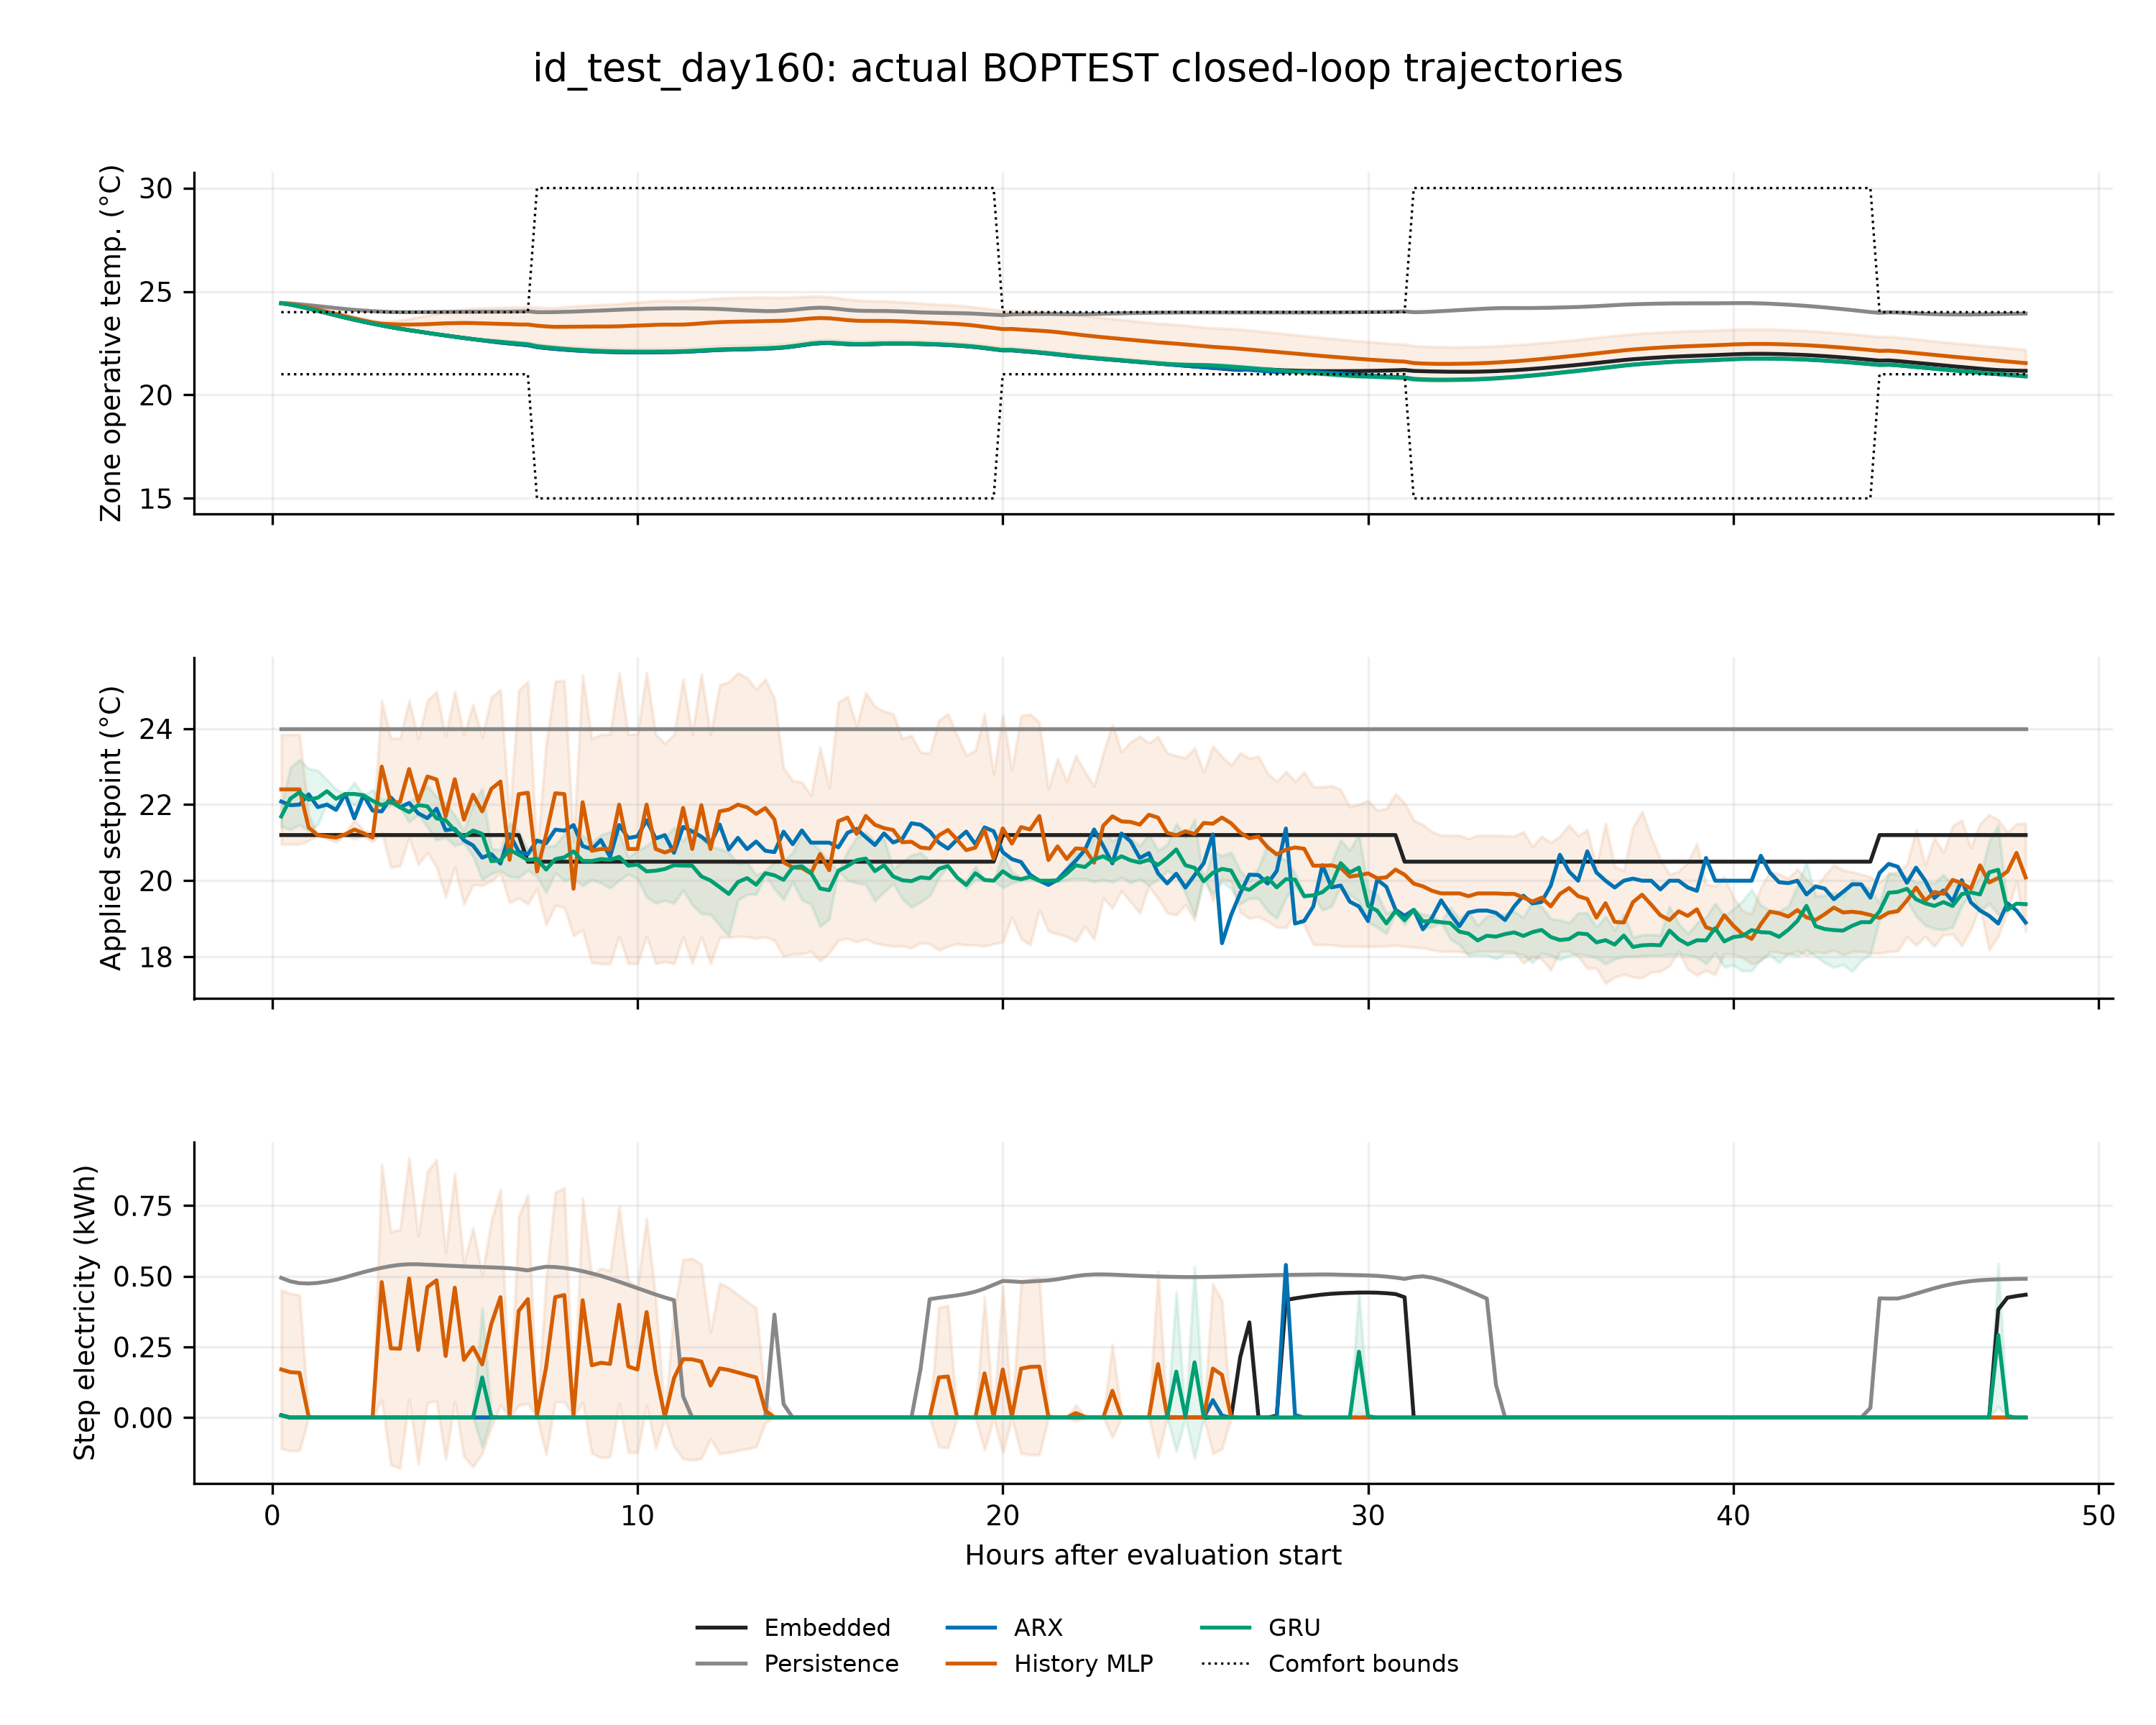 id_test_day160: actual BOPTEST closed-loop trajectories
Zone operative temp. (°C)
30
25
20
15
Applied setpoint (°C)
24
22
20
18
Step electricity (kWh)
0.75
0.50
0.25
0.00
0 10 20 30 40 50
Hours after evaluation start
Embedded ARX GRU
Persistence History MLP Comfort bounds